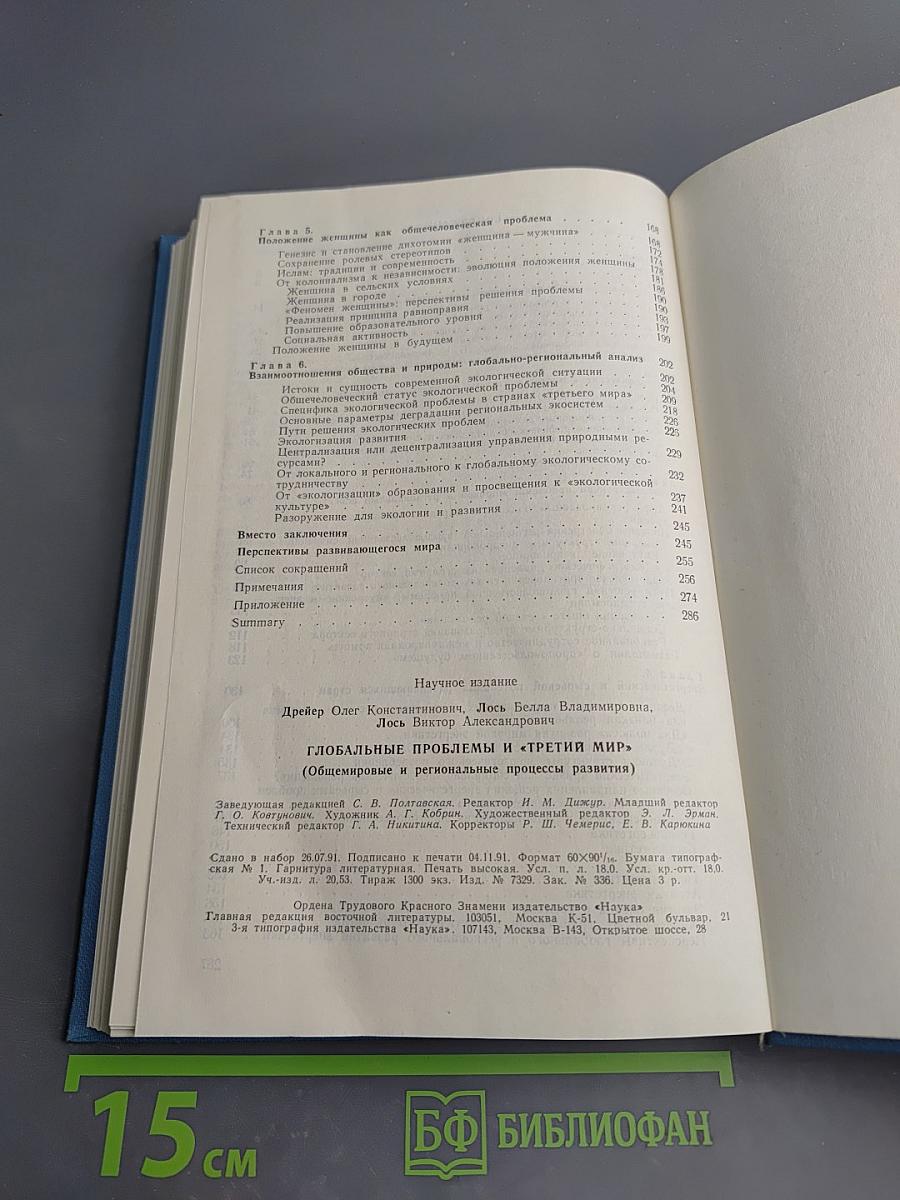 Глава 5.
Положение женщины как общечеловеческая проблема . . . . . 168
Генезис и становление дихотомии «женщина — мужчина» . . 168
Сохранение ролевых стереотипов . . . . . . . . 172
Ислам: традиции и современность . . . . . . . . 174
От колониализма к независимости: эволюция положения женщины 178
Женщина в сельских условиях . . . . . . . . 181
Женщина в городе . . . . . . . . . . 186
«Феномен женщины»: перспективы решения проблемы . . . 190
Реализация принципа равноправия . . . . . . . 190
Повышение образовательного уровня . . . . . . . 193
Социальная активность . . . . . . . . . 197
Положение женщины в будущем . . . . . . . . 199
Глава 6.
Взаимоотношения общества и природы: глобально-региональный анализ 202
Истоки и сущность современной экологической ситуации . . . 202
Общечеловеческий статус экологической проблемы . . . . 204
Специфика экологической проблемы в странах «третьего мира» . 209
Основные параметры деградации региональных экосистем . . . 218
Пути решения экологических проблем . . . . . . . 226
Экологизация развития . . . . . . . . . 225
Централизация или децентрализация управления природными ре-
сурсами? . . . . . . . . . . . . 229
От локального и регионального к глобальному экологическому со-
трудничеству . . . . . . . . . . . 232
От «экологизации» образования и просвещения к «экологической
культуре» . . . . . . . . . . . . 237
Разоружение для экологии и развития . . . . . . 241
Вместо заключения . . . . . . . . . . . 245
Перспективы развивающегося мира . . . . . . . . 245
Список сокращений . . . . . . . . . . . 255
Примечания . . . . . . . . . . . . . 256
Приложение . . . . . . . . . . . . . 274
Summary . . . . . . . . . . . . . . 286
Научное издание
Дрейер Олег Константинович, Лось Белла Владимировна,
Лось Виктор Александрович
ГЛОБАЛЬНЫЕ ПРОБЛЕМЫ И «ТРЕТИЙ МИР»
(Общемировые и региональные процессы развития)
Заведующая редакцией С. В. Полтавская. Редактор И. М. Дижур. Младший редактор
Г. О. Ковтунович. Художник А. Г. Кобрин. Художественный редактор Э. Л. Эрман.
Технический редактор Г. А. Никитина. Корректоры Р. Ш. Чемерис, Е. В. Карюкина
Сдано в набор 26.07.91. Подписано к печати 04.11.91. Формат 60×90¹/₁₆. Бумага типограф-
ская № 1. Гарнитура литературная. Печать высокая. Усл. п. л. 18,0. Усл. кр.-отт. 18,0.
Уч.-изд. л. 20,53. Тираж 1300 экз. Изд. № 7329. Зак. № 336. Цена 3 р.
Ордена Трудового Красного Знамени издательство «Наука»
Главная редакция восточной литературы. 103051, Москва К-51, Цветной бульвар, 21
3-я типография издательства «Наука». 107143, Москва В-143, Открытое шоссе, 28
15 см
БФ БИБЛИОФАН